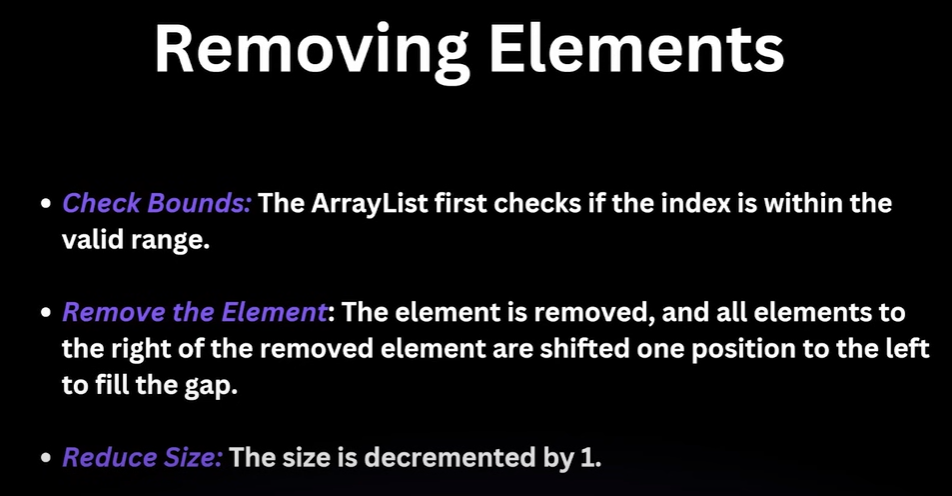 Removing Elements
• Check Bounds: The ArrayList first checks if the index is within the
valid range.
• Remove the Element: The element is removed, and all elements to
the right of the removed element are shifted one position to the left
to fill the gap.
• Reduce Size: The size is decremented by 1.